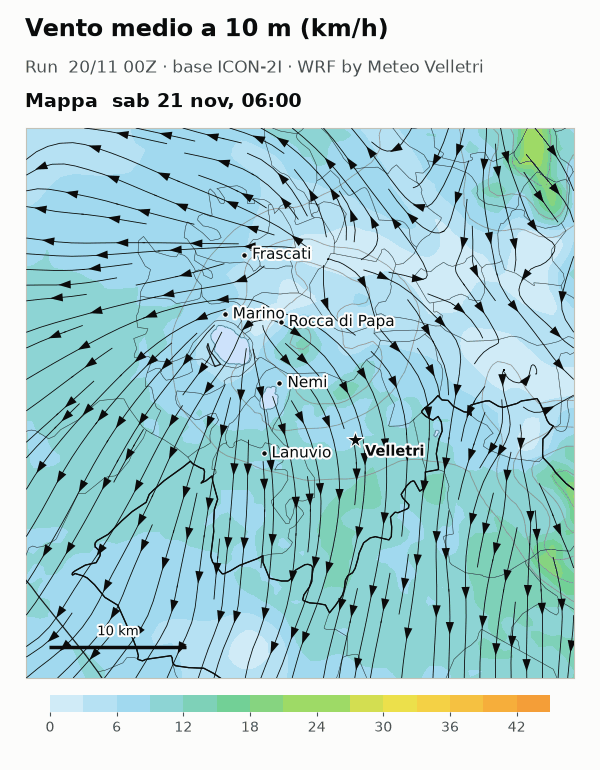 Vento medio a 10 m (km/h)
Run  20/11 00Z · base ICON-2I · WRF by Meteo Velletri
Mappa  sab 21 nov, 06:00
Frascati
Marino
Rocca di Papa
Nemi
Velletri
Lanuvio
10 km
0 6 12 18 24 30 36 42